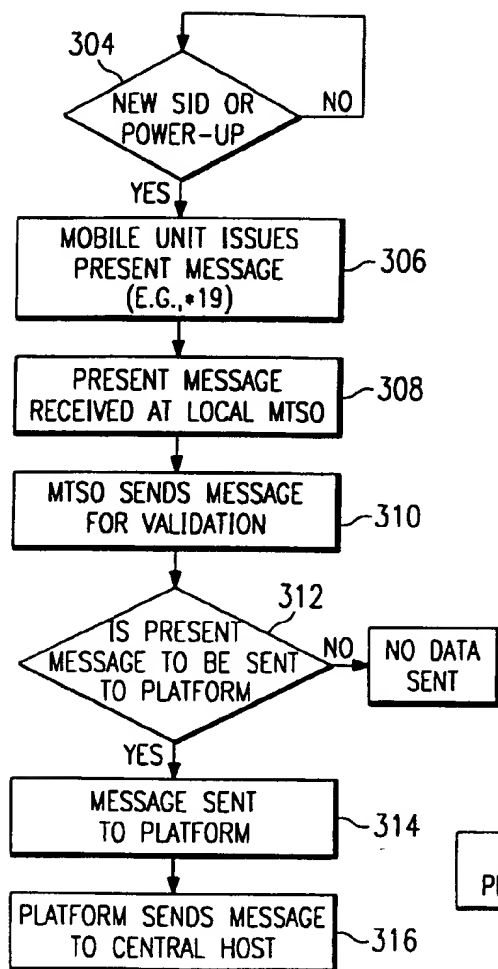 304
NEW SID OR
POWER-UP
NO
YES
MOBILE UNIT ISSUES
PRESENT MESSAGE
(E.G.,*19)
306
PRESENT MESSAGE
RECEIVED AT LOCAL MTSO
308
MTSO SENDS MESSAGE
FOR VALIDATION
310
312
IS PRESENT
MESSAGE TO BE SENT
TO PLATFORM
NO
NO DATA
SENT
YES
MESSAGE SENT
TO PLATFORM
314
PLATFORM SENDS MESSAGE
TO CENTRAL HOST
316